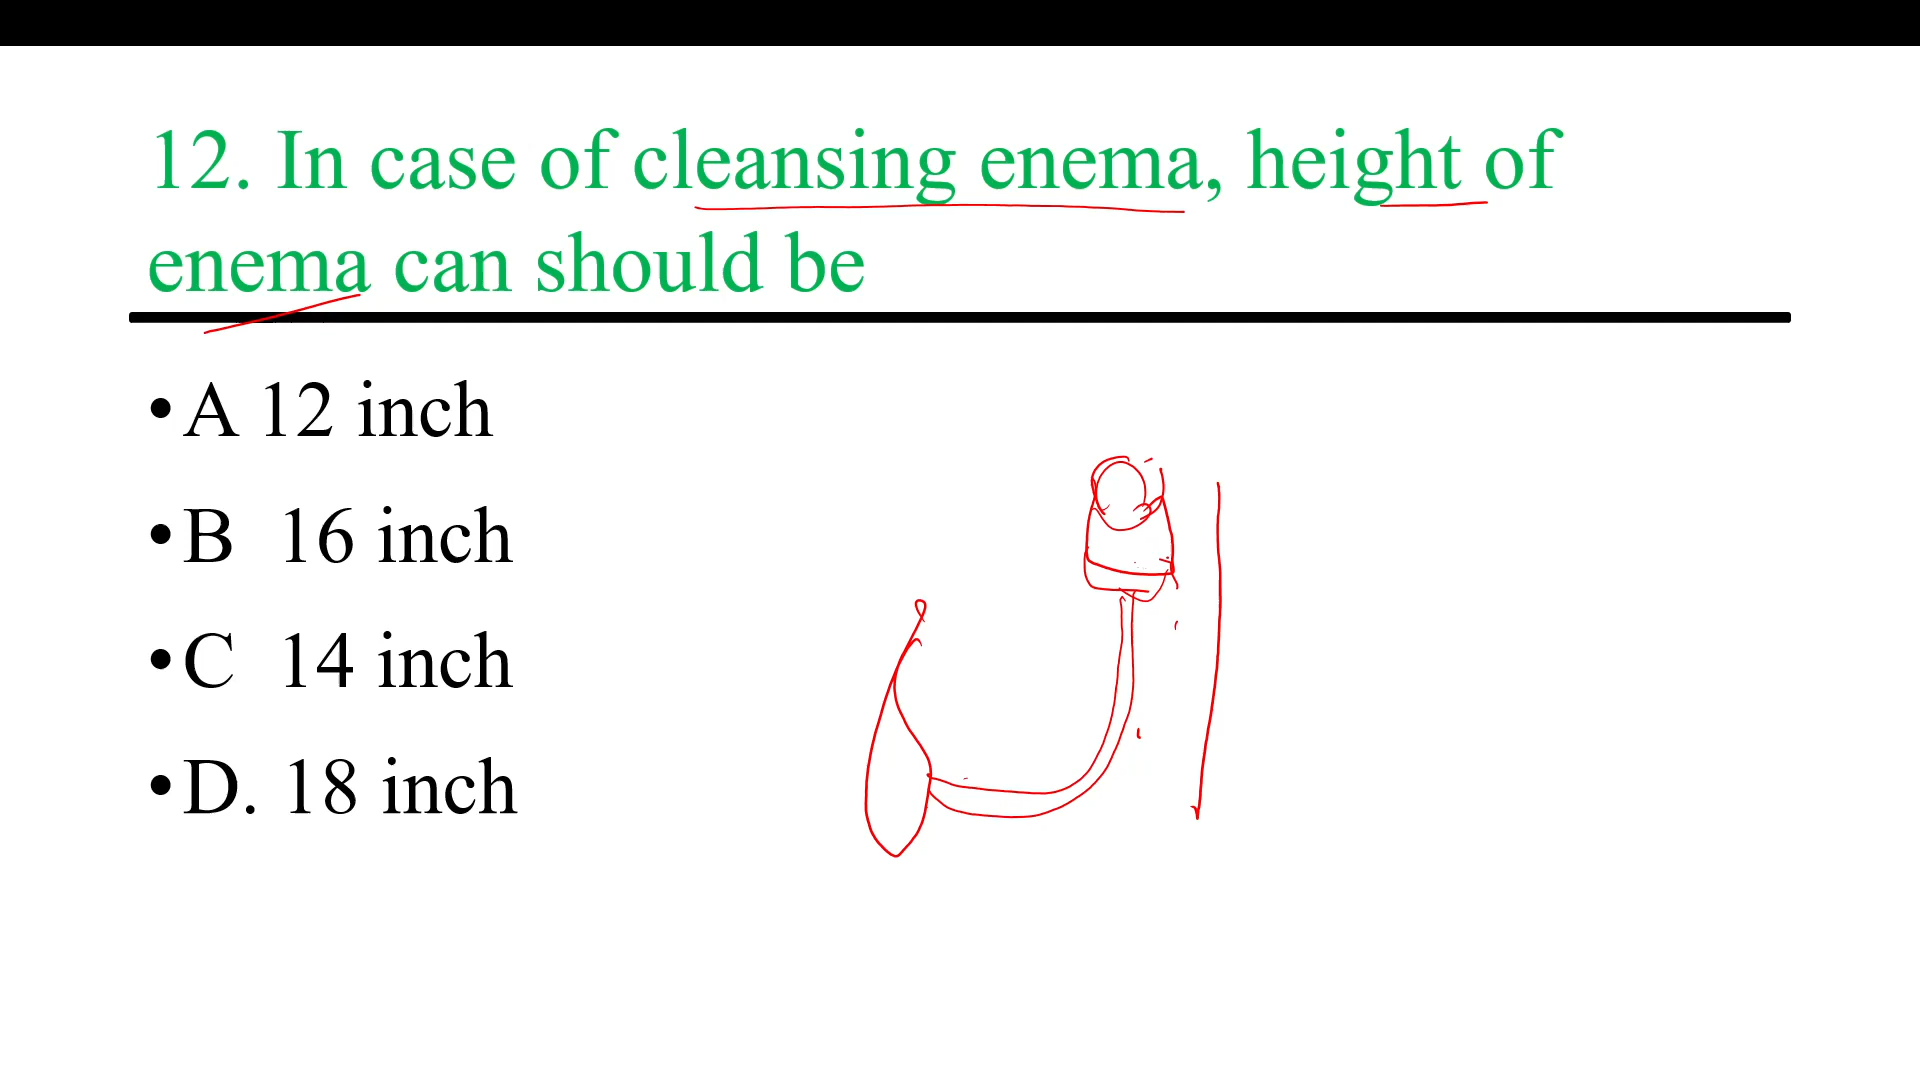 12. In case of cleansing enema, height of
enema can should be
•A 12 inch
•B 16 inch
•C 14 inch
•D. 18 inch